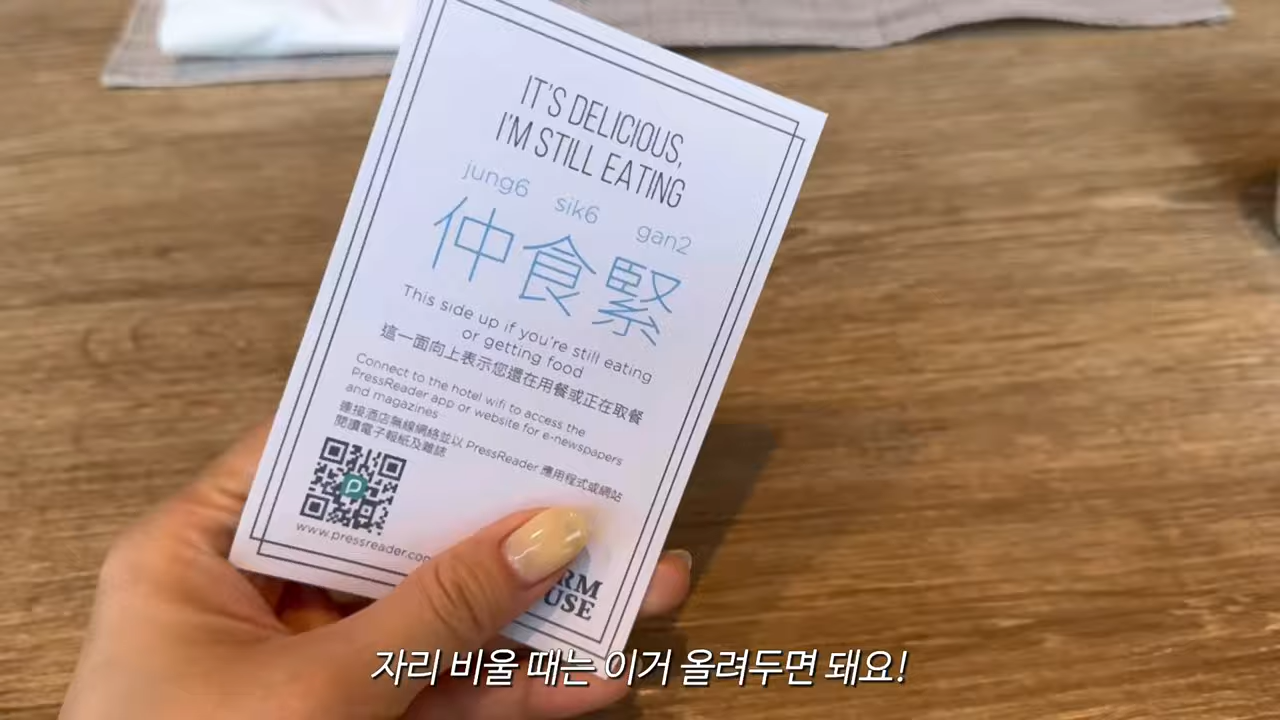 IT'S DELICIOUS,
I'M STILL EATING
jung6 sik6 gan2
仲食緊
This side up if you're still eating
or getting food
這一面向上表示您還在用餐或正在取餐
Connect to the hotel wifi to access the
PressReader app or website for e-newspapers
and magazines
連接酒店無線網絡並以 PressReader 應用程式或網站
閱讀電子報紙及雜誌
www.pressreader.com
자리 비울 때는 이거 올려두면 돼요!